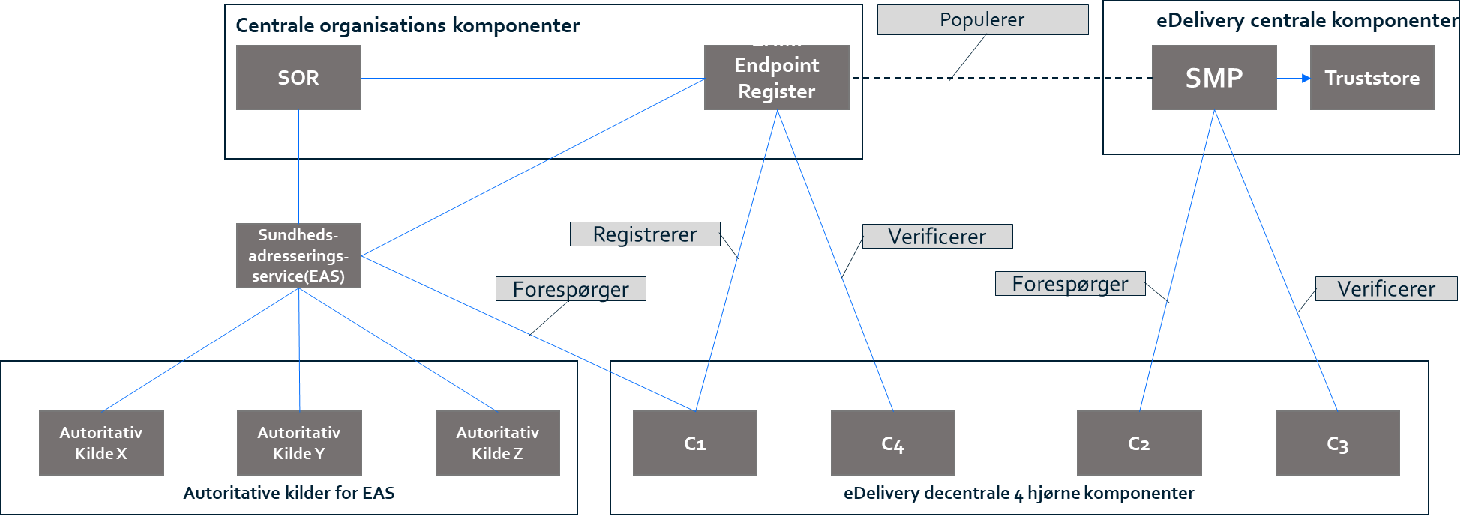 Centrale organisations komponenter
Populerer
eDelivery centrale komponenter
SOR
Endpoint
Register
SMP
Truststore
Sundheds-
adresserings-
service(EAS)
Registrerer
Verificerer
Forespørger
Forespørger
Verificerer
Autoritativ
Kilde X
Autoritativ
Kilde Y
Autoritativ
Kilde Z
C1
C4
C2
C3
Autoritative kilder for EAS
eDelivery decentrale 4 hjørne komponenter